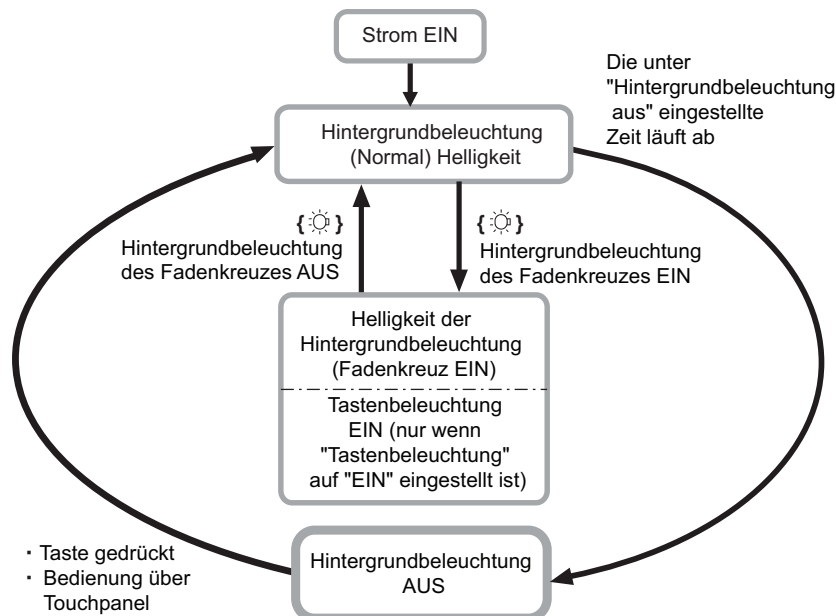 Strom EIN
Die unter
"Hintergrundbeleuchtung
aus" eingestellte
Zeit läuft ab
Hintergrundbeleuchtung
(Normal) Helligkeit
{ }
Hintergrundbeleuchtung
des Fadenkreuzes AUS
{ }
Hintergrundbeleuchtung
des Fadenkreuzes EIN
Helligkeit der
Hintergrundbeleuchtung
(Fadenkreuz EIN)
Tastenbeleuchtung
EIN (nur wenn
"Tastenbeleuchtung"
auf "EIN" eingestellt ist)
· Taste gedrückt
· Bedienung über
Touchpanel
Hintergrundbeleuchtung
AUS